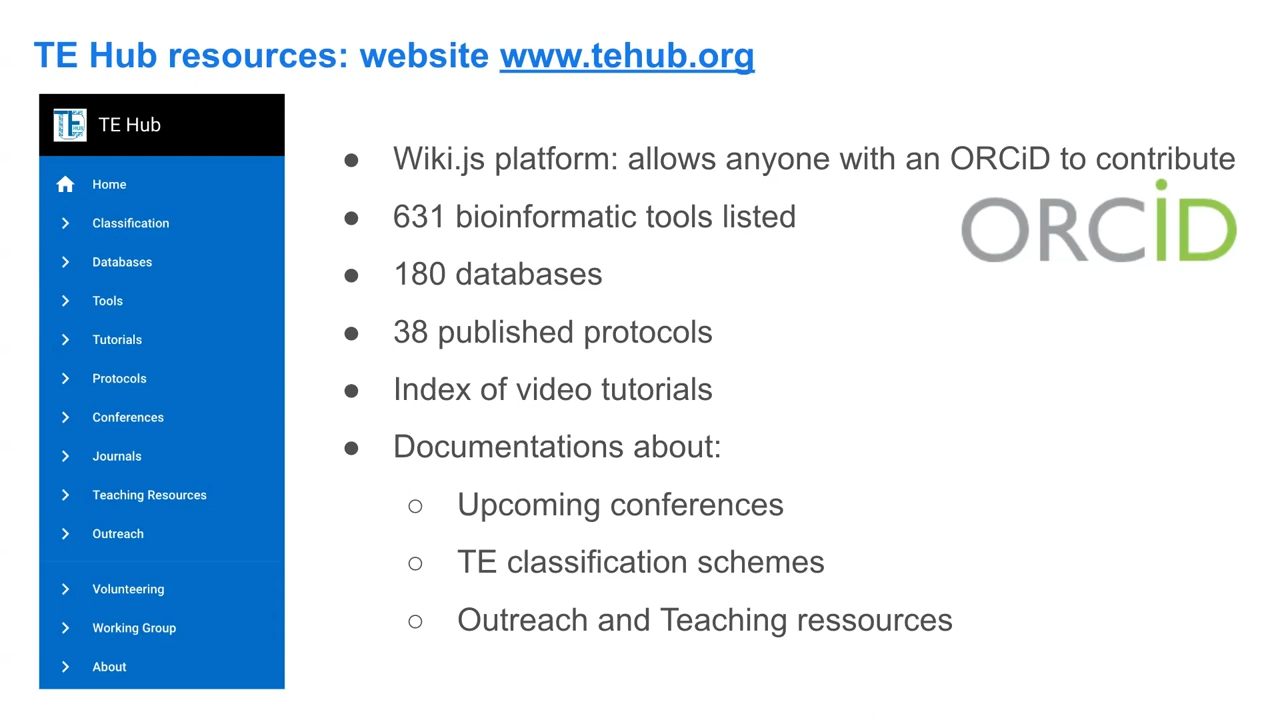 TE Hub resources: website www.tehub.org
TE Hub
Home
Classification
Databases
Tools
Tutorials
Protocols
Conferences
Journals
Teaching Resources
Outreach
Volunteering
Working Group
About
● Wiki.js platform: allows anyone with an ORCiD to contribute
ORCiD
● 631 bioinformatic tools listed
● 180 databases
● 38 published protocols
● Index of video tutorials
● Documentations about:
○ Upcoming conferences
○ TE classification schemes
○ Outreach and Teaching ressources